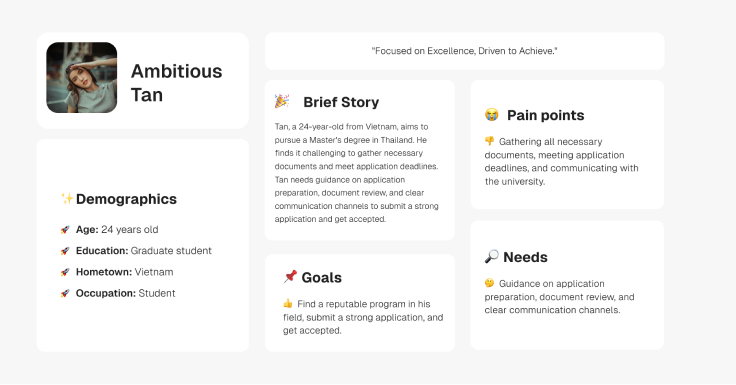 Ambitious
Tan
Demographics
Age: 24 years old
Education: Graduate student
Hometown: Vietnam
Occupation: Student
"Focused on Excellence, Driven to Achieve."
Brief Story
Tan, a 24-year-old from Vietnam, aims to
pursue a Master's degree in Thailand. He
finds it challenging to gather necessary
documents and meet application deadlines.
Tan needs guidance on application
preparation, document review, and clear
communication channels to submit a strong
application and get accepted.
Goals
Find a reputable program in his
field, submit a strong application, and
get accepted.
Pain points
Gathering all necessary
documents, meeting application
deadlines, and communicating with
the university.
Needs
Guidance on application
preparation, document review, and
clear communication channels.